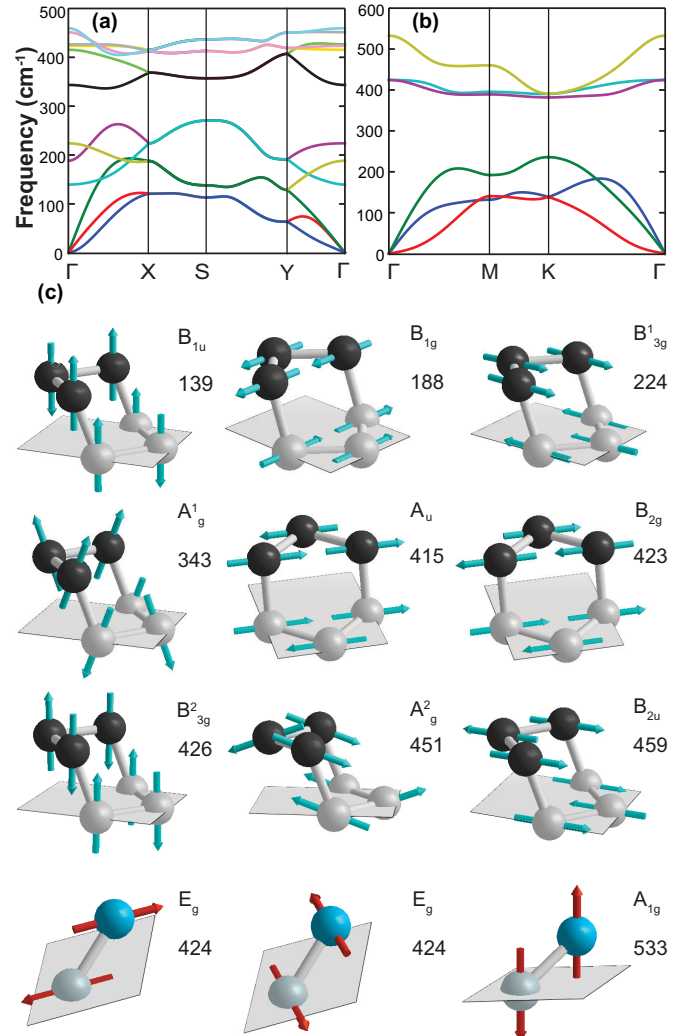 (a)
(b)
Frequency (cm⁻¹)
500
400
300
200
100
0
Γ X S Y Γ
600
500
400
300
200
100
0
Γ M K Γ
(c)
B₁ᵤ
139
B₁g
188
B¹₃g
224
A¹g
343
Aᵤ
415
B₂g
423
B²₃g
426
A²g
451
B₂ᵤ
459
Eg
424
Eg
424
A₁g
533